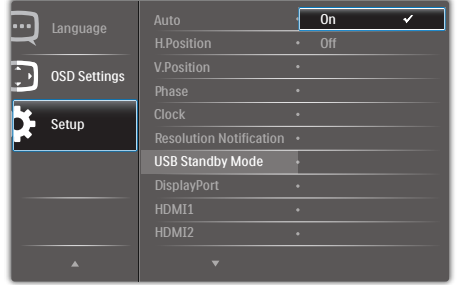 Language
OSD Settings
Setup
Auto
H.Position
V.Position
Phase
Clock
Resolution Notification
USB Standby Mode
DisplayPort
HDMI1
HDMI2
On
Off